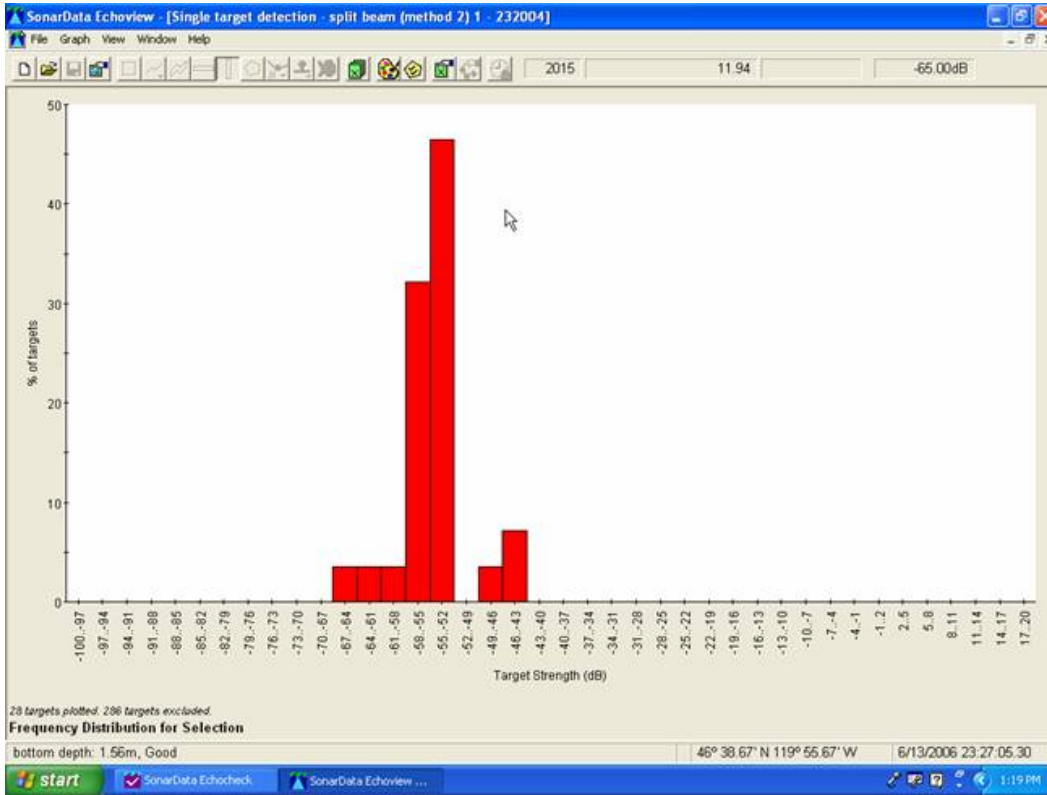 SonarData Echoview - [Single target detection - split beam (method 2) 1 - 232004]
File Graph View Window Help
2015 11.94 -65.00dB
50
40
30
20
10
0
% of targets
-100..-97 -97..-94 -94..-91 -91..-88 -88..-85 -85..-82 -82..-79 -79..-76 -76..-73 -73..-70 -70..-67 -67..-64 -64..-61 -61..-58 -58..-55 -55..-52 -52..-49 -49..-46 -46..-43 -43..-40 -40..-37 -37..-34 -34..-31 -31..-28 -28..-25 -25..-22 -22..-19 -19..-16 -16..-13 -13..-10 -10..-7 -7..-4 -4..-1 -1..2 2..5 5..8 8..11 11..14 14..17 17..20
Target Strength (dB)
28 targets plotted. 286 targets excluded.
Frequency Distribution for Selection
bottom depth: 1.56m, Good 46° 38.67' N 119° 55.67' W 6/13/2006 23:27:05.30
start SonarData Echocheck SonarData Echoview ... 1:19 PM